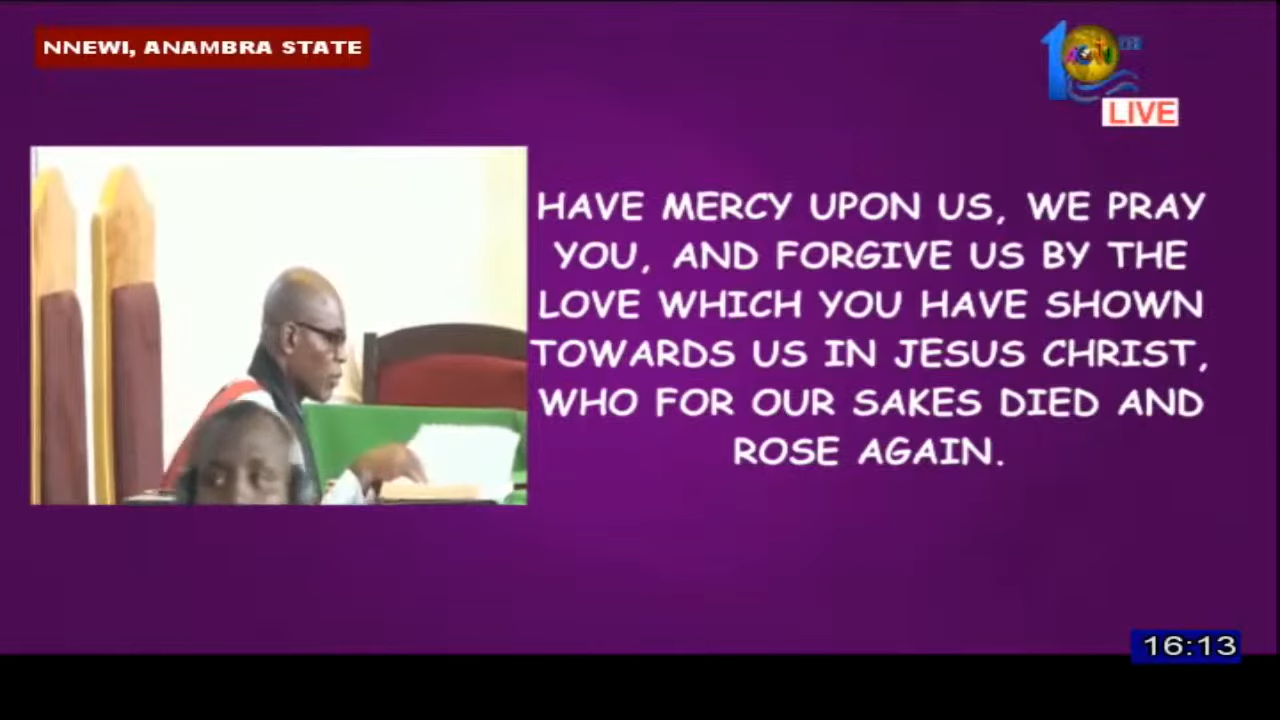 NNEWI, ANAMBRA STATE
LIVE
HAVE MERCY UPON US, WE PRAY
YOU, AND FORGIVE US BY THE
LOVE WHICH YOU HAVE SHOWN
TOWARDS US IN JESUS CHRIST,
WHO FOR OUR SAKES DIED AND
ROSE AGAIN.
16:13